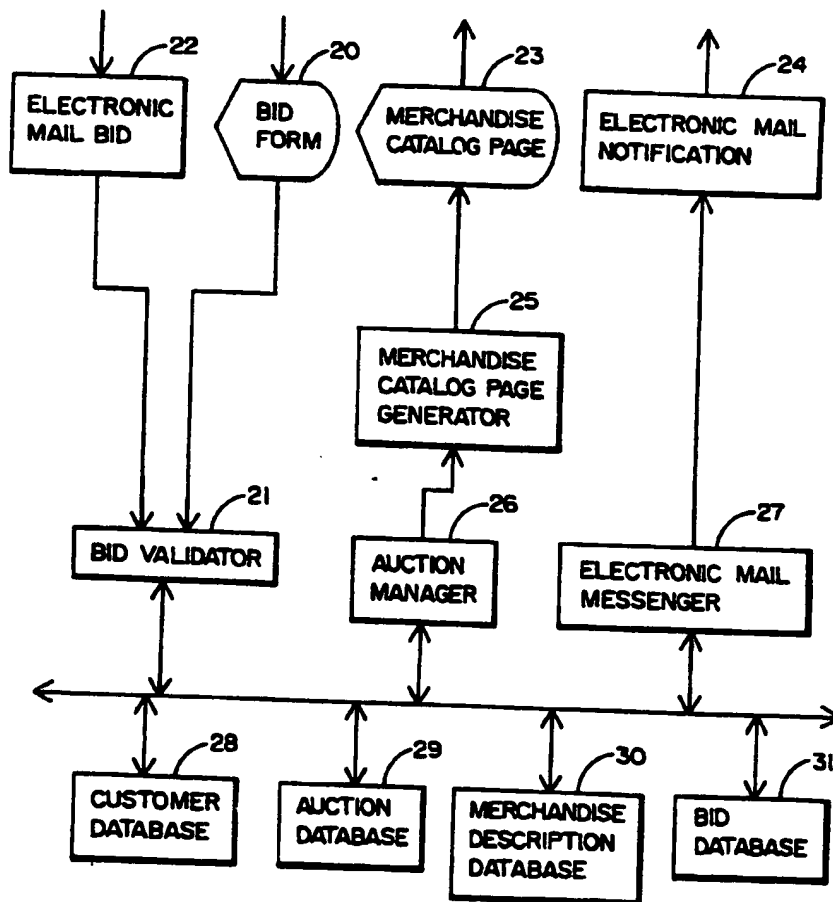 22
20
23
24
ELECTRONIC
MAIL BID
BID
FORM
MERCHANDISE
CATALOG PAGE
ELECTRONIC MAIL
NOTIFICATION
25
MERCHANDISE
CATALOG PAGE
GENERATOR
21
BID VALIDATOR
26
AUCTION
MANAGER
27
ELECTRONIC MAIL
MESSENGER
28
CUSTOMER
DATABASE
29
AUCTION
DATABASE
30
MERCHANDISE
DESCRIPTION
DATABASE
31
BID
DATABASE